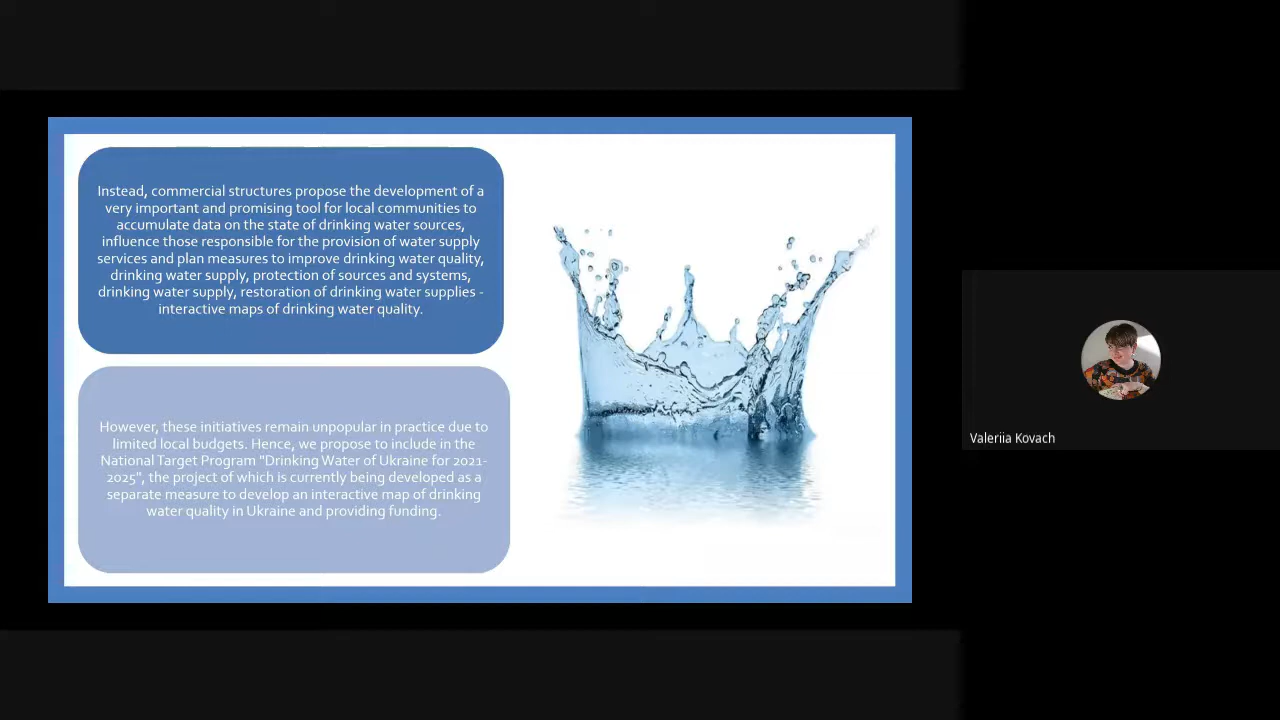 Instead, commercial structures propose the development of a
very important and promising tool for local communities to
accumulate data on the state of drinking water sources,
influence those responsible for the provision of water supply
services and plan measures to improve drinking water quality,
drinking water supply, protection of sources and systems,
drinking water supply, restoration of drinking water supplies -
interactive maps of drinking water quality.
However, these initiatives remain unpopular in practice due to
limited local budgets. Hence, we propose to include in the
National Target Program "Drinking Water of Ukraine for 2021-
2025", the project of which is currently being developed as a
separate measure to develop an interactive map of drinking
water quality in Ukraine and providing funding.
Valeriia Kovach